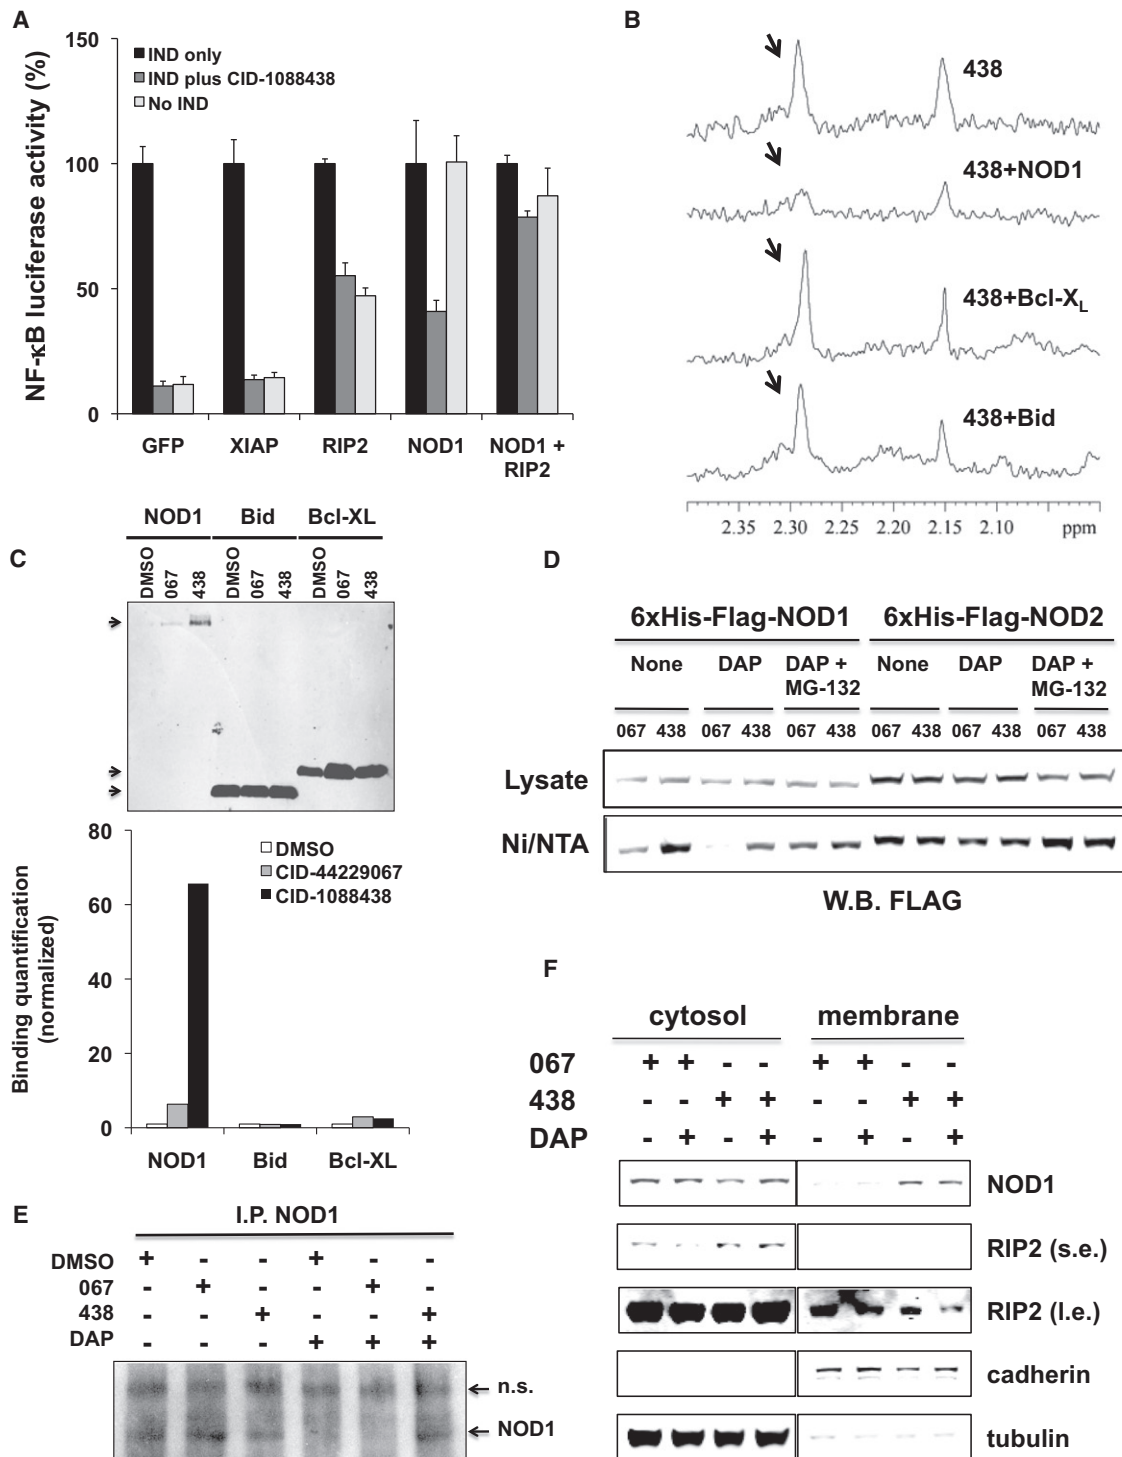 A
NF-κB luciferase activity (%)
150
100
50
0
IND only
IND plus CID-1088438
No IND
GFP
XIAP
RIP2
NOD1
NOD1 +
RIP2
B
438
438+NOD1
438+Bcl-XL
438+Bid
2.35 2.30 2.25 2.20 2.15 2.10 ppm
C
NOD1 Bid Bcl-XL
DMSO 067 438 DMSO 067 438 DMSO 067 438
Binding quantification
(normalized)
80
60
40
20
0
DMSO
CID-44229067
CID-1088438
NOD1 Bid Bcl-XL
D
6xHis-Flag-NOD1 6xHis-Flag-NOD2
None DAP DAP + MG-132 None DAP DAP + MG-132
067 438 067 438 067 438 067 438 067 438 067 438
Lysate
Ni/NTA
W.B. FLAG
E
I.P. NOD1
DMSO + - - + - -
067 - + - - + -
438 - - + - - +
DAP - - - + + +
n.s.
NOD1
F
cytosol membrane
067 + + - - + + - -
438 - - + + - - + +
DAP - + - + - + - +
NOD1
RIP2 (s.e.)
RIP2 (l.e.)
cadherin
tubulin